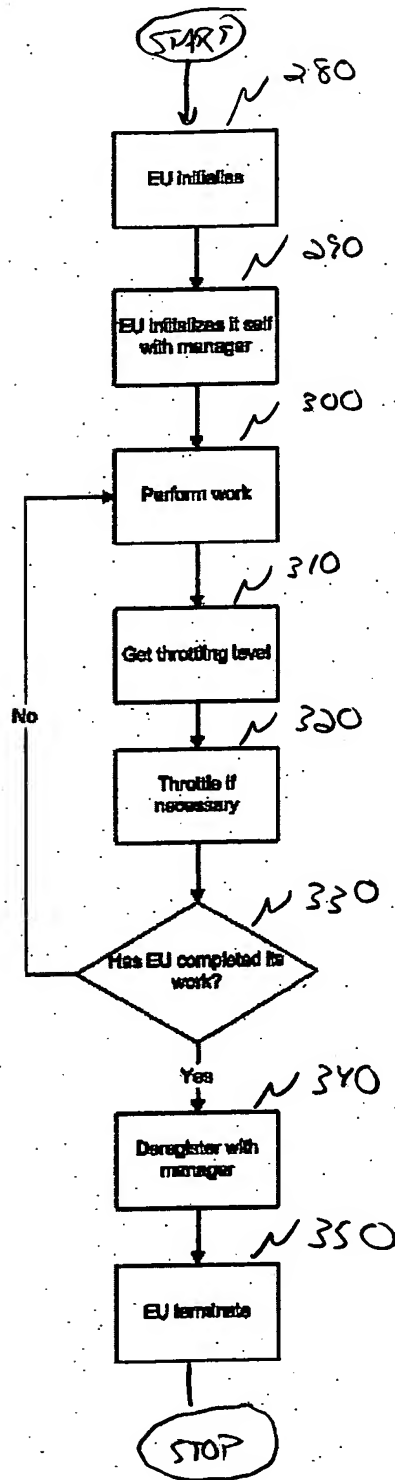 START
280
EU initialise
290
EU initializes it self
with manager
300
Perform work
310
Get throttling level
No
320
Throttle if
necessary
330
Has EU completed its
work?
Yes
340
Deregister with
manager
350
EU terminate
STOP